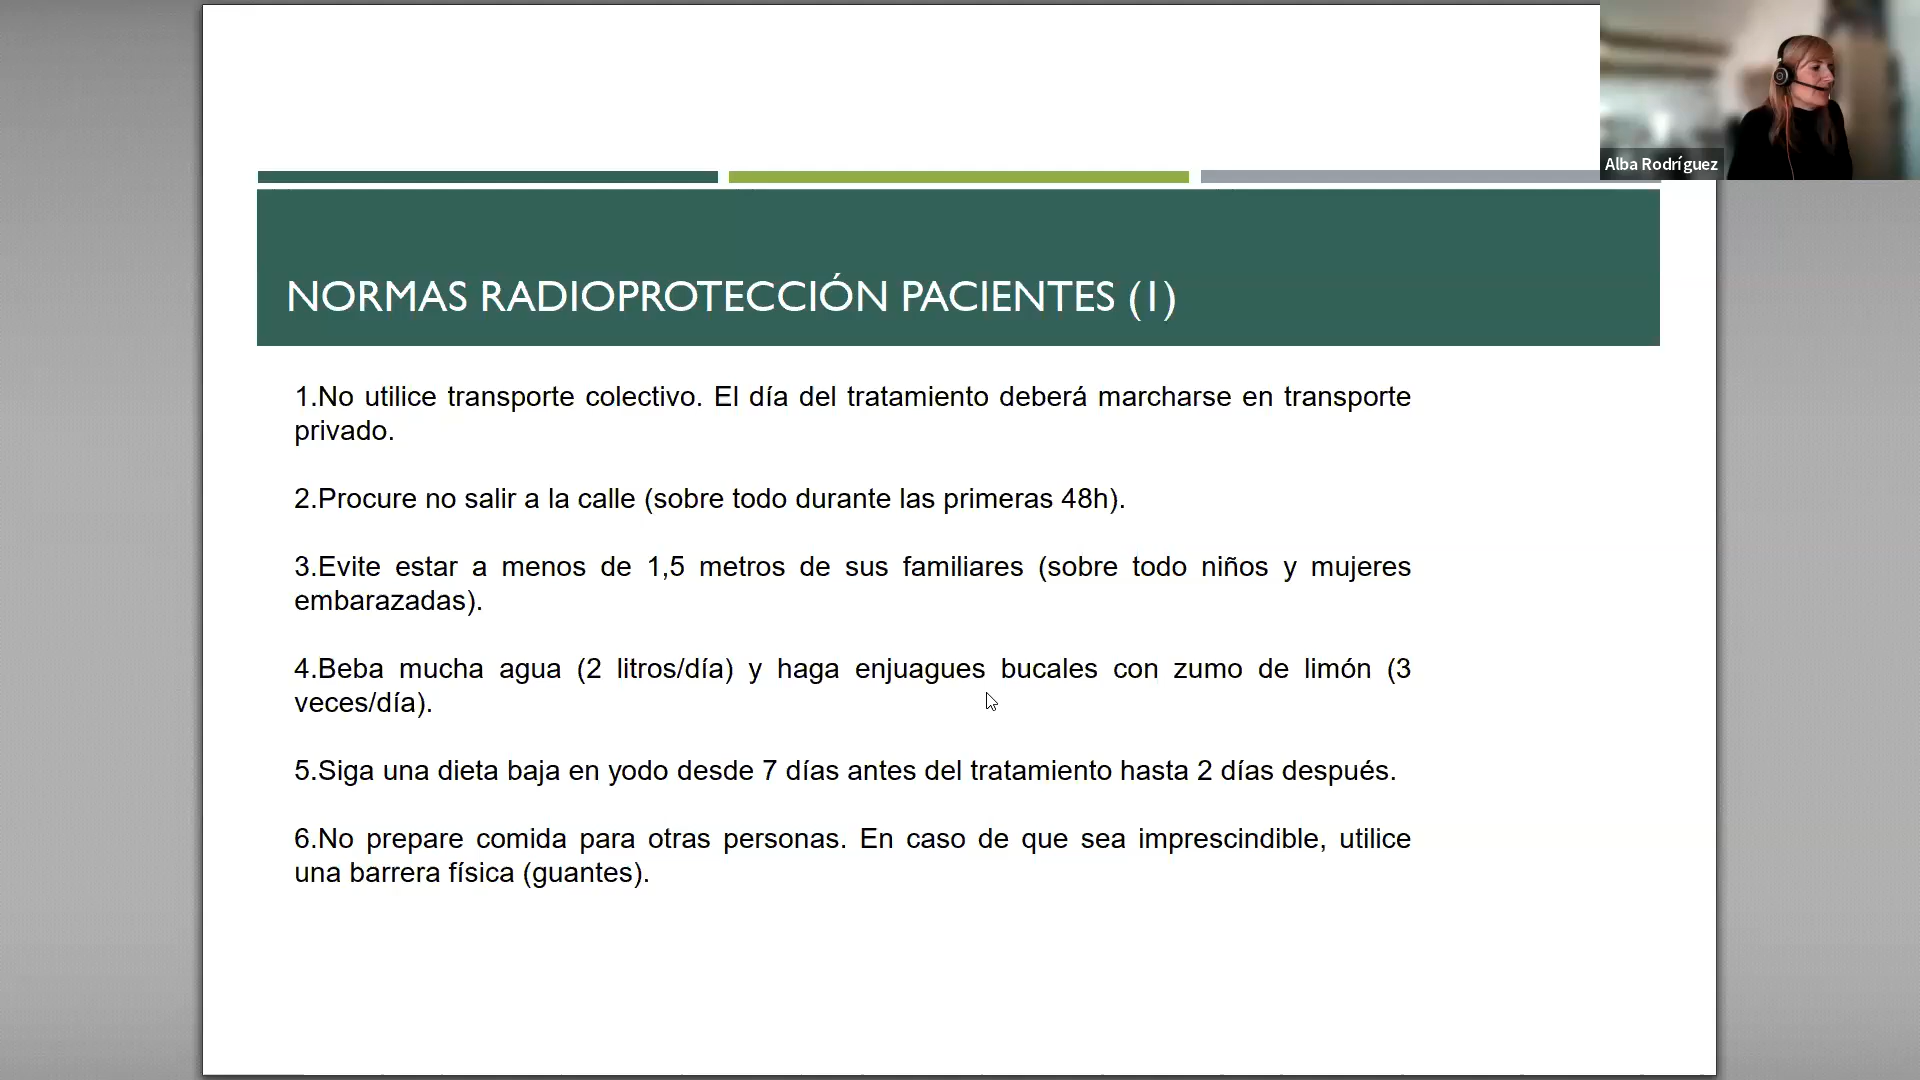 Alba Rodríguez
NORMAS RADIOPROTECCIÓN PACIENTES (1)
1.No utilice transporte colectivo. El día del tratamiento deberá marcharse en transporte
privado.
2.Procure no salir a la calle (sobre todo durante las primeras 48h).
3.Evite estar a menos de 1,5 metros de sus familiares (sobre todo niños y mujeres
embarazadas).
4.Beba mucha agua (2 litros/día) y haga enjuagues bucales con zumo de limón (3
veces/día).
5.Siga una dieta baja en yodo desde 7 días antes del tratamiento hasta 2 días después.
6.No prepare comida para otras personas. En caso de que sea imprescindible, utilice
una barrera física (guantes).